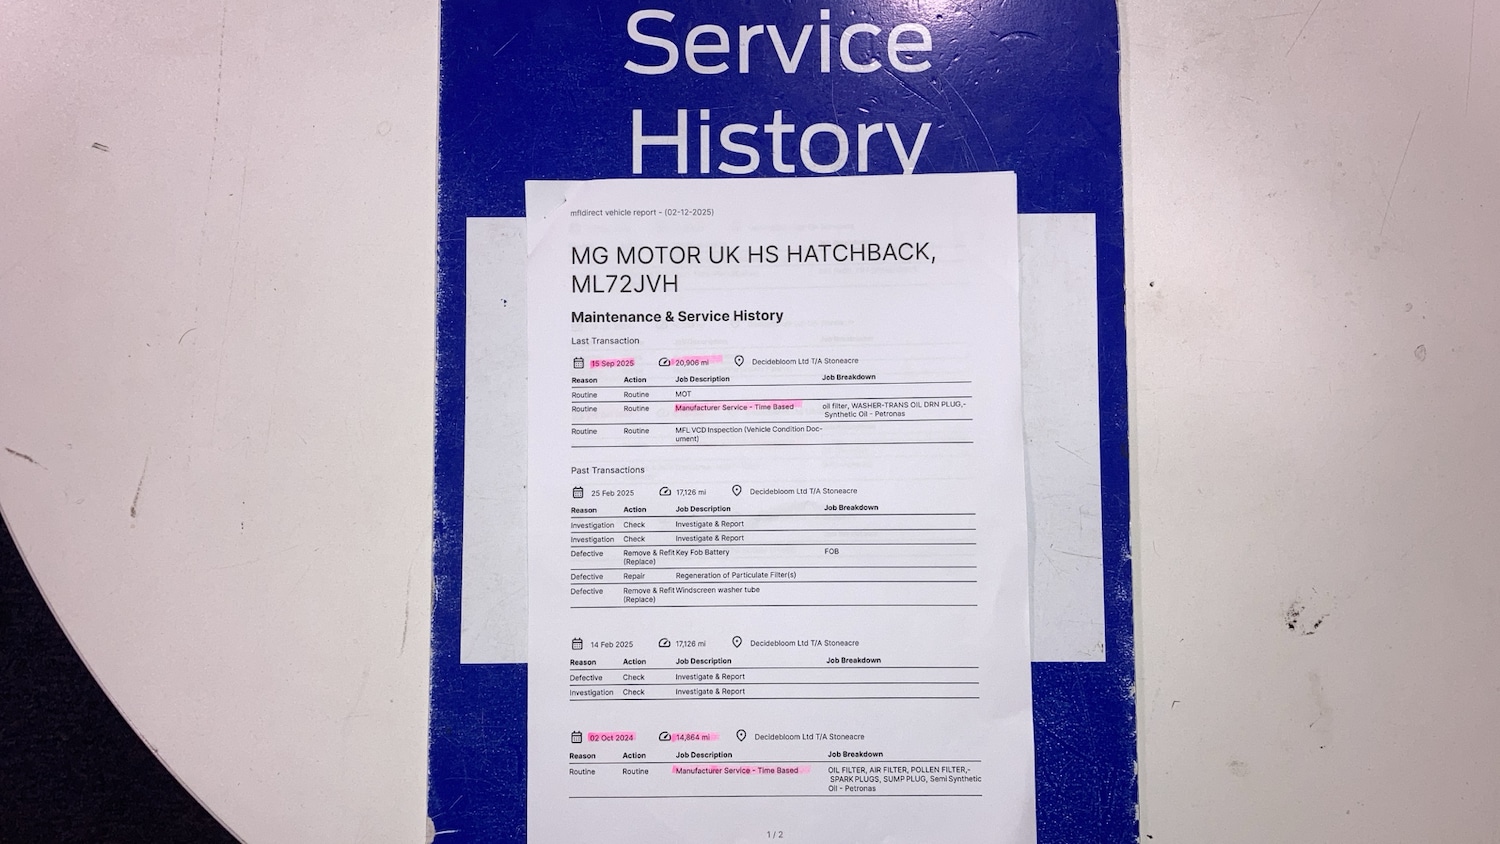 Service
History
mfldirect vehicle report - (02-12-2025)
MG MOTOR UK HS HATCHBACK,
ML72JVH
Maintenance & Service History
Last Transaction
15 Sep 2025 20,906 mi Decidebloom Ltd T/A Stoneacre
Reason Action Job Description Job Breakdown
Routine Routine MOT
Routine Routine Manufacturer Service - Time Based oil filter, WASHER-TRANS OIL DRN PLUG,-
Synthetic Oil - Petronas
Routine Routine MFL VCD Inspection (Vehicle Condition Doc-
ument)
Past Transactions
25 Feb 2025 17,126 mi Decidebloom Ltd T/A Stoneacre
Reason Action Job Description Job Breakdown
Investigation Check Investigate & Report
Investigation Check Investigate & Report
Defective Remove & Refit Key Fob Battery FOB
(Replace)
Defective Repair Regeneration of Particulate Filter(s)
Defective Remove & Refit Windscreen washer tube
(Replace)
14 Feb 2025 17,126 mi Decidebloom Ltd T/A Stoneacre
Reason Action Job Description Job Breakdown
Defective Check Investigate & Report
Investigation Check Investigate & Report
02 Oct 2024 14,864 mi Decidebloom Ltd T/A Stoneacre
Reason Action Job Description Job Breakdown
Routine Routine Manufacturer Service - Time Based OIL FILTER, AIR FILTER, POLLEN FILTER,-
SPARK PLUGS, SUMP PLUG, Semi Synthetic
Oil - Petronas
1 / 2